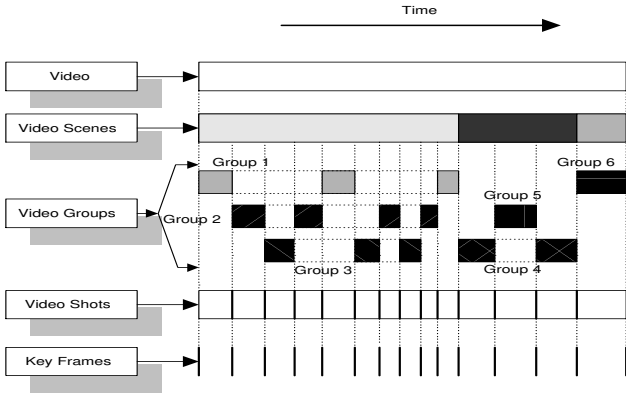 Time
Video
Video Scenes
Group 1
Group 6
Group 5
Video Groups
Group 2
Group 3
Group 4
Video Shots
Key Frames